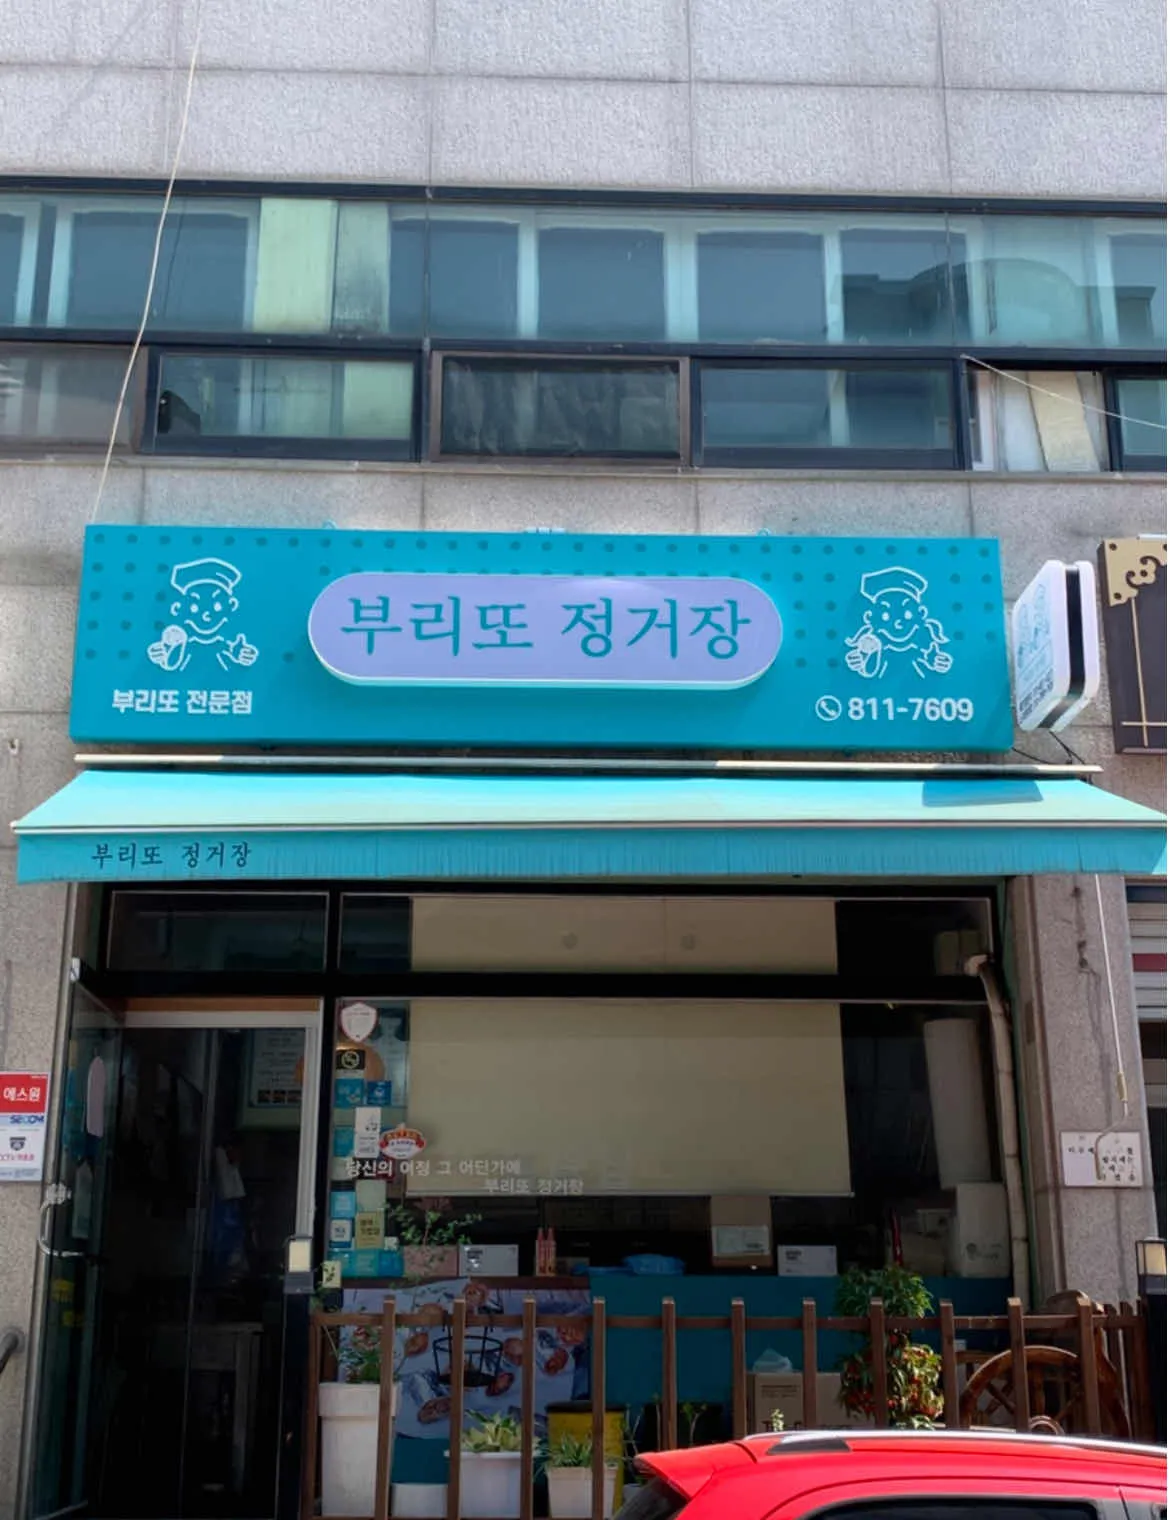 부리또 정거장
부리또 전문점
811-7609
부리또 정거장
에스원
SECOM
당신의 여정 그 어딘가에
부리또 정거장